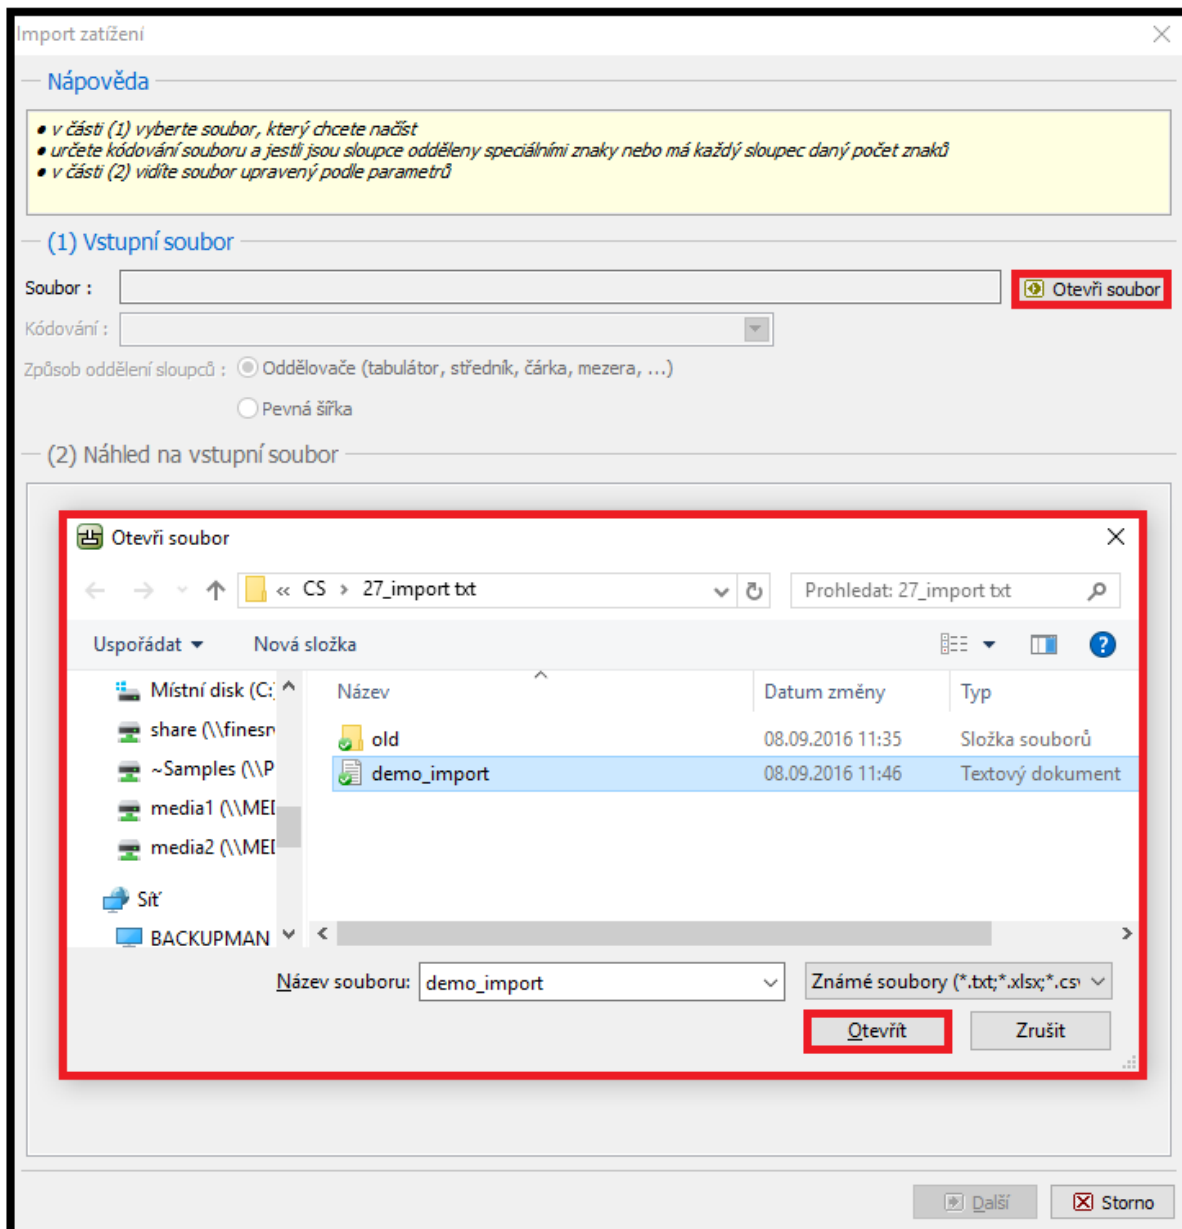 Import zatížení
Nápověda
• v části (1) vyberte soubor, který chcete načíst
• určete kódování souboru a jestli jsou sloupce odděleny speciálními znaky nebo má každý sloupec daný počet znaků
• v části (2) vidíte soubor upravený podle parametrů
(1) Vstupní soubor
Soubor :
Otevři soubor
Kódování :
Způsob oddělení sloupců : Oddělovače (tabulátor, středník, čárka, mezera, ...)
Pevná šířka
(2) Náhled na vstupní soubor
Otevři soubor
« CS > 27_import txt
Prohledat: 27_import txt
Uspořádat
Nová složka
Místní disk (C:)
share (\\finesr
~Samples (\\P
media1 (\\MED
media2 (\\MED
Síť
BACKUPMAN
Název
Datum změny
Typ
old
08.09.2016 11:35
Složka souborů
demo_import
08.09.2016 11:46
Textový dokument
Název souboru:
demo_import
Známé soubory (*.txt;*.xlsx;*.csv
Otevřít
Zrušit
Další
Storno